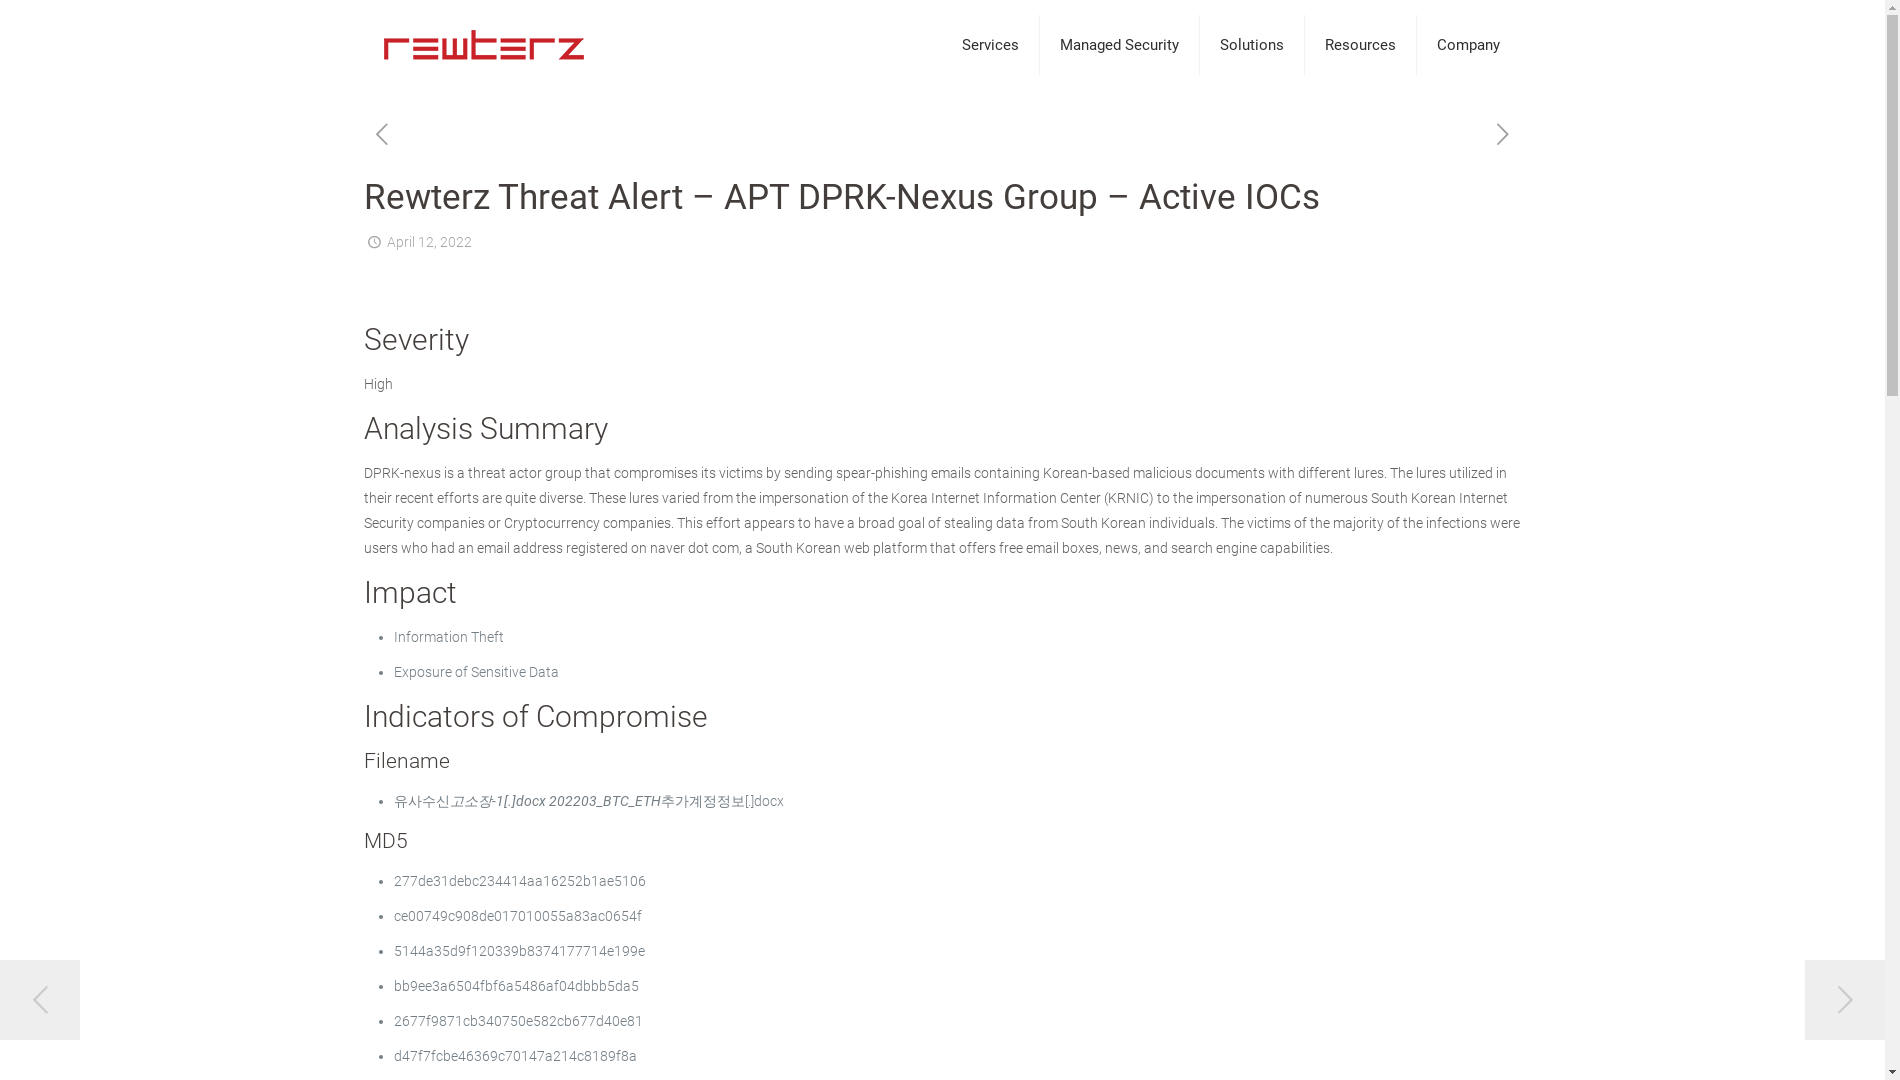 rewterz
Services
Managed Security
Solutions
Resources
Company
Rewterz Threat Alert – APT DPRK-Nexus Group – Active IOCs
April 12, 2022
Severity
High
Analysis Summary
DPRK-nexus is a threat actor group that compromises its victims by sending spear-phishing emails containing Korean-based malicious documents with different lures. The lures utilized in
their recent efforts are quite diverse. These lures varied from the impersonation of the Korea Internet Information Center (KRNIC) to the impersonation of numerous South Korean Internet
Security companies or Cryptocurrency companies. This effort appears to have a broad goal of stealing data from South Korean individuals. The victims of the majority of the infections were
users who had an email address registered on naver dot com, a South Korean web platform that offers free email boxes, news, and search engine capabilities.
Impact
Information Theft
Exposure of Sensitive Data
Indicators of Compromise
Filename
유사수신고소장-1[.]docx 202203_BTC_ETH추가계정정보[.]docx
MD5
277de31debc234414aa16252b1ae5106
ce00749c908de017010055a83ac0654f
5144a35d9f120339b8374177714e199e
bb9ee3a6504fbf6a5486af04dbbb5da5
2677f9871cb340750e582cb677d40e81
d47f7fcbe46369c70147a214c8189f8a